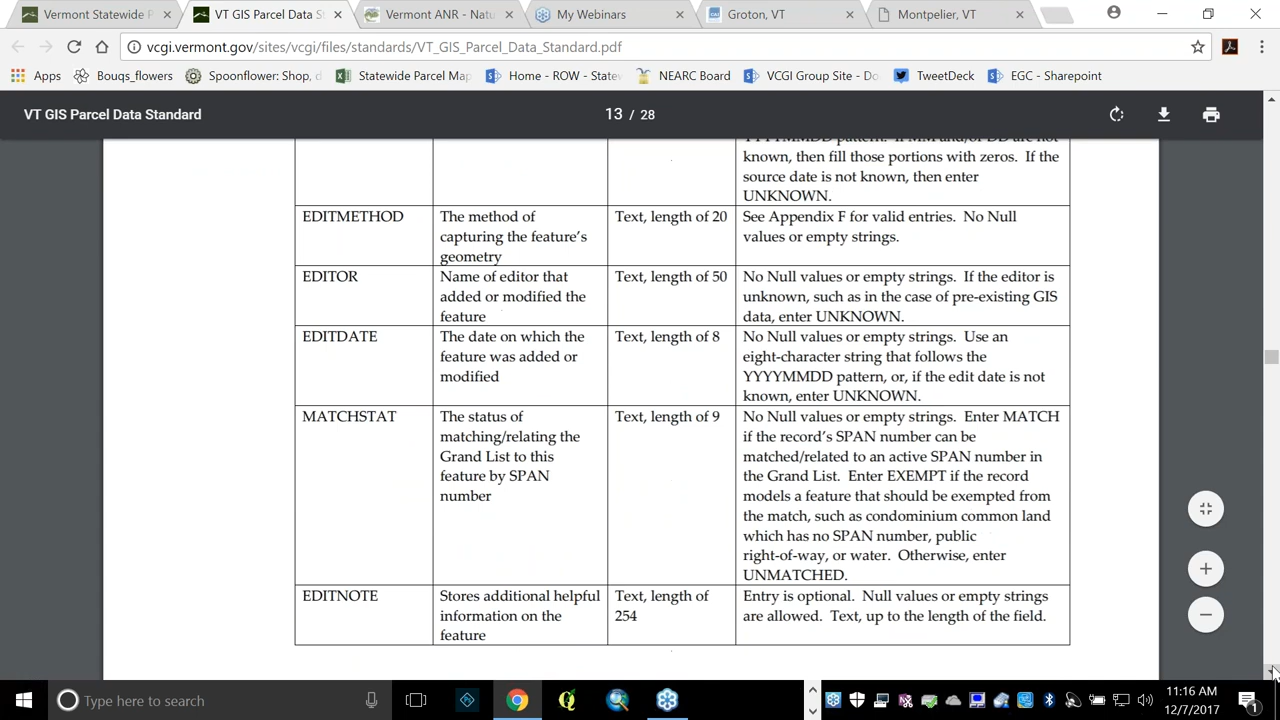 Vermont Statewide P
VT GIS Parcel Data S
Vermont ANR - Natu
My Webinars
Groton, VT
Montpelier, VT
vcgi.vermont.gov/sites/vcgi/files/standards/VT_GIS_Parcel_Data_Standard.pdf
Apps
Bouqs_flowers
Spoonflower: Shop, d
Statewide Parcel Map
Home - ROW - Statew
NEARC Board
VCGI Group Site - Do
TweetDeck
EGC - Sharepoint
VT GIS Parcel Data Standard
13 / 28
YYYYMMDD pattern. If MM and/or DD are not
known, then fill those portions with zeros. If the
source date is not known, then enter
UNKNOWN.
EDITMETHOD
The method of
capturing the feature's
geometry
Text, length of 20
See Appendix F for valid entries. No Null
values or empty strings.
EDITOR
Name of editor that
added or modified the
feature
Text, length of 50
No Null values or empty strings. If the editor is
unknown, such as in the case of pre-existing GIS
data, enter UNKNOWN.
EDITDATE
The date on which the
feature was added or
modified
Text, length of 8
No Null values or empty strings. Use an
eight-character string that follows the
YYYYMMDD pattern, or, if the edit date is not
known, enter UNKNOWN.
MATCHSTAT
The status of
matching/relating the
Grand List to this
feature by SPAN
number
Text, length of 9
No Null values or empty strings. Enter MATCH
if the record's SPAN number can be
matched/related to an active SPAN number in
the Grand List. Enter EXEMPT if the record
models a feature that should be exempted from
the match, such as condominium common land
which has no SPAN number, public
right-of-way, or water. Otherwise, enter
UNMATCHED.
EDITNOTE
Stores additional helpful
information on the
feature
Text, length of
254
Entry is optional. Null values or empty strings
are allowed. Text, up to the length of the field.
Type here to search
11:16 AM
12/7/2017
1